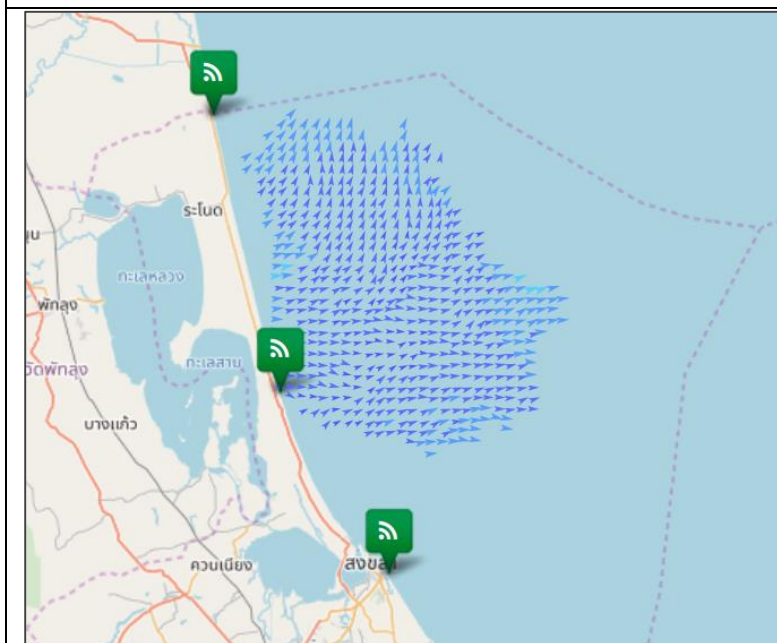 ระโนด
ขุน
ทะเลหลวง
พัทลุง
ทะเลสาบ
วัดพัทลุง
บางแก้ว
ควนเนียง
สงขลา